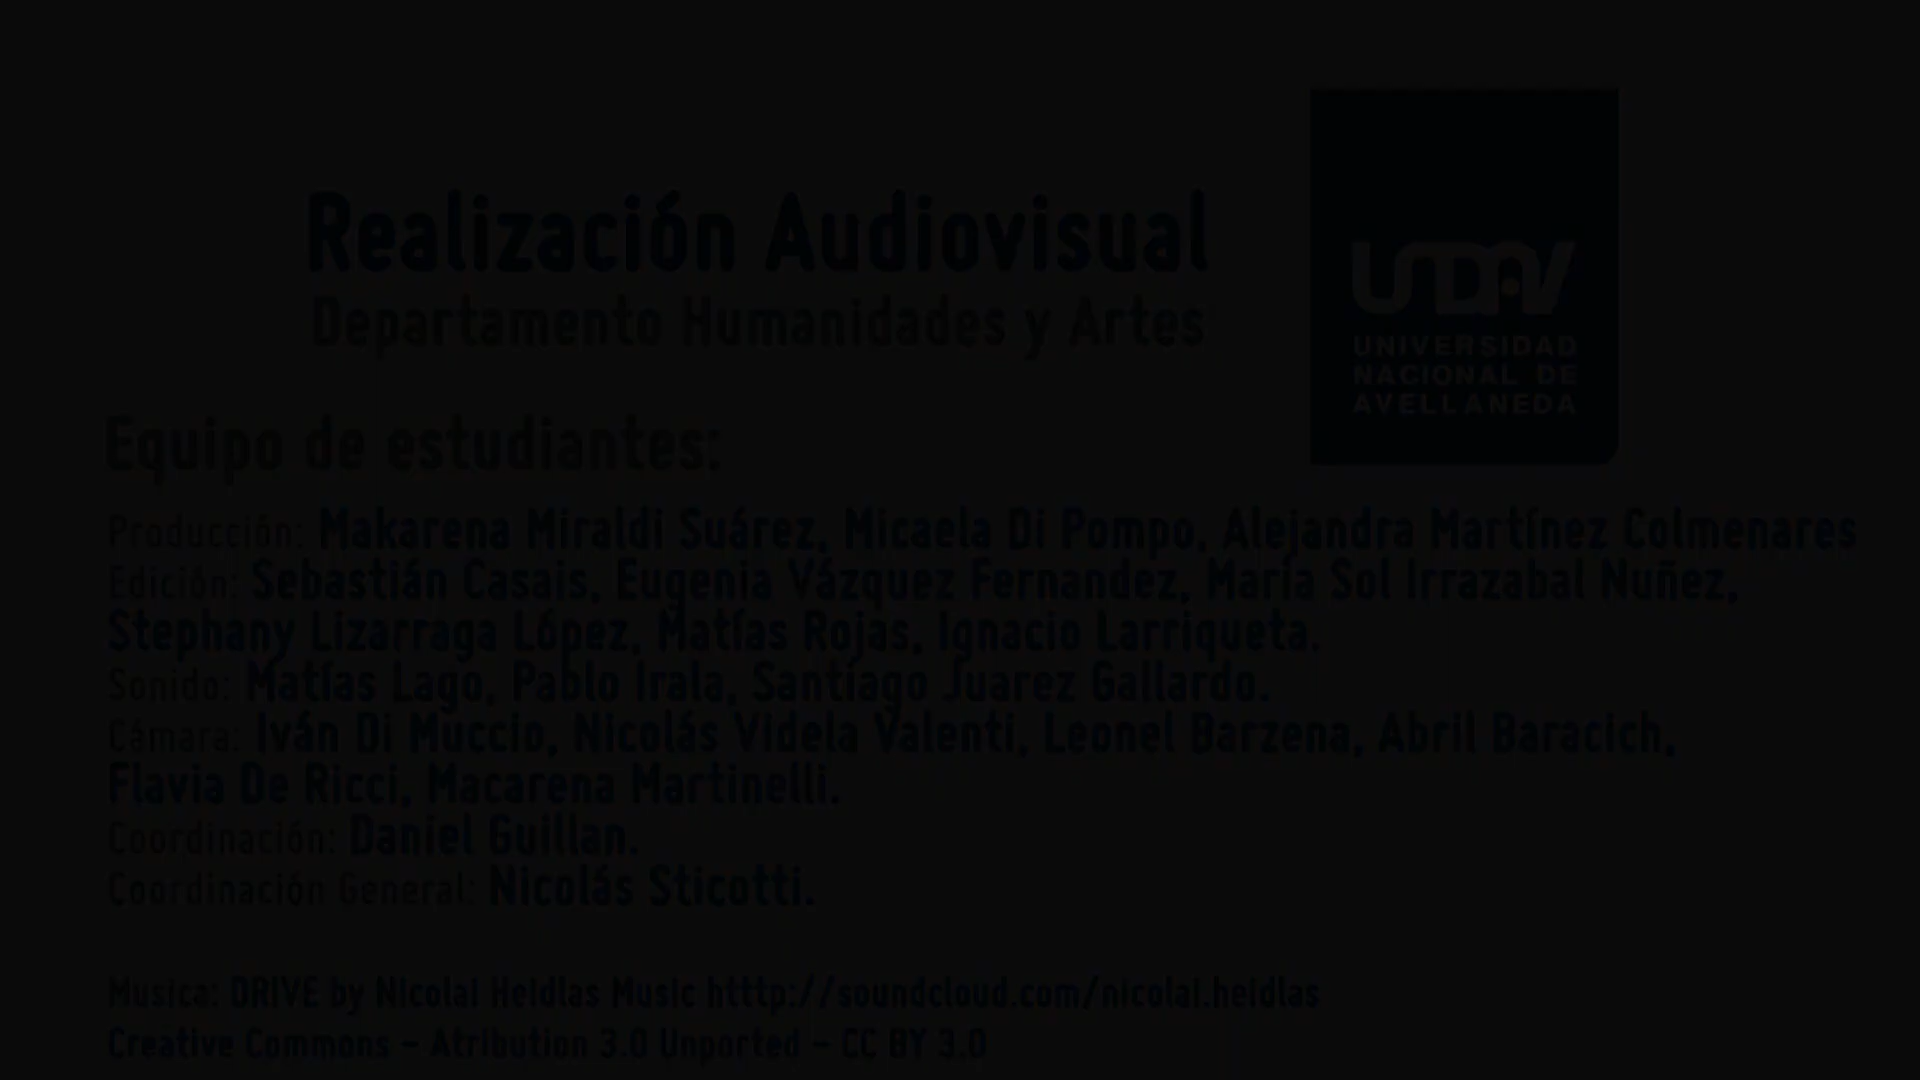 Realización Audiovisual
Departamento Humanidades y Artes
UNDAV
UNIVERSIDAD
NACIONAL DE
AVELLANEDA
Equipo de estudiantes:
Producción: Makarena Miraldi Suárez, Micaela Di Pompo, Alejandra Martínez Colmenares
Edición: Sebastián Casais, Eugenia Vázquez Fernandez, María Sol Irrazabal Nuñez,
Stephany Lizarraga López, Matías Rojas, Ignacio Larriqueta.
Sonido: Matías Lago, Pablo Irala, Santiago Juarez Gallardo.
Cámara: Iván Di Muccio, Nicolás Videla Valenti, Leonel Barzena, Abril Baracich,
Flavia De Ricci, Macarena Martinelli.
Coordinación: Daniel Guillan.
Coordinación General: Nicolás Sticotti.
Musica: DRIVE by Nicolai Heidlas Music htttp://soundcloud.com/nicolai.heidlas
Creative Commons – Atribution 3.0 Unported – CC BY 3.0